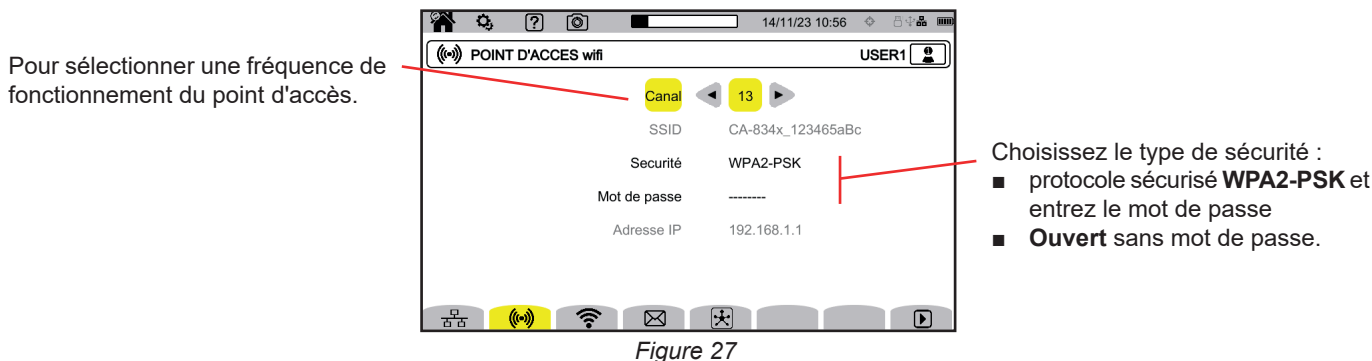 14/11/23 10:56
POINT D'ACCES wifi USER1
Pour sélectionner une fréquence de
fonctionnement du point d'accès.
Canal 13
SSID CA-834x_123465aBc
Securité WPA2-PSK
Mot de passe --------
Adresse IP 192.168.1.1
Choisissez le type de sécurité :
■ protocole sécurisé WPA2-PSK et
entrez le mot de passe
■ Ouvert sans mot de passe.
Figure 27